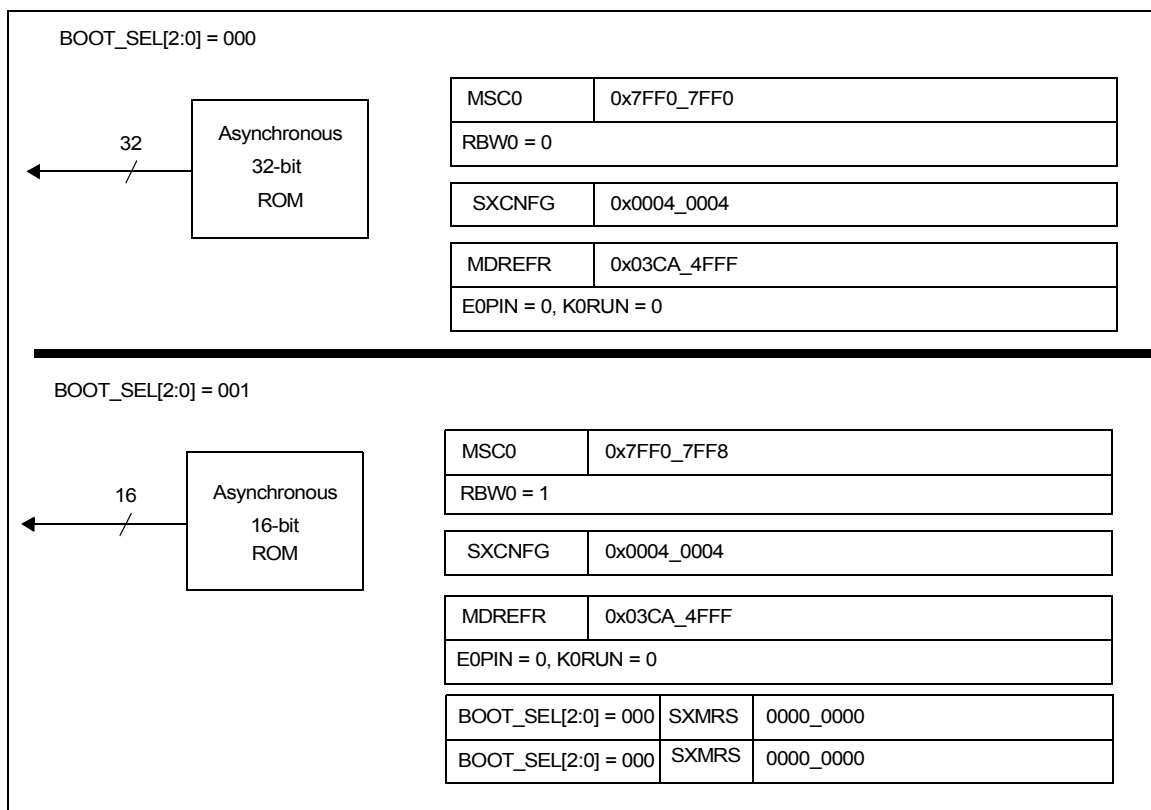 BOOT_SEL[2:0] = 000
32
Asynchronous
32-bit
ROM
MSC0 0x7FF0_7FF0
RBW0 = 0
SXCNFG 0x0004_0004
MDREFR 0x03CA_4FFF
E0PIN = 0, K0RUN = 0
BOOT_SEL[2:0] = 001
16
Asynchronous
16-bit
ROM
MSC0 0x7FF0_7FF8
RBW0 = 1
SXCNFG 0x0004_0004
MDREFR 0x03CA_4FFF
E0PIN = 0, K0RUN = 0
BOOT_SEL[2:0] = 000 SXMRS 0000_0000
BOOT_SEL[2:0] = 000 SXMRS 0000_0000